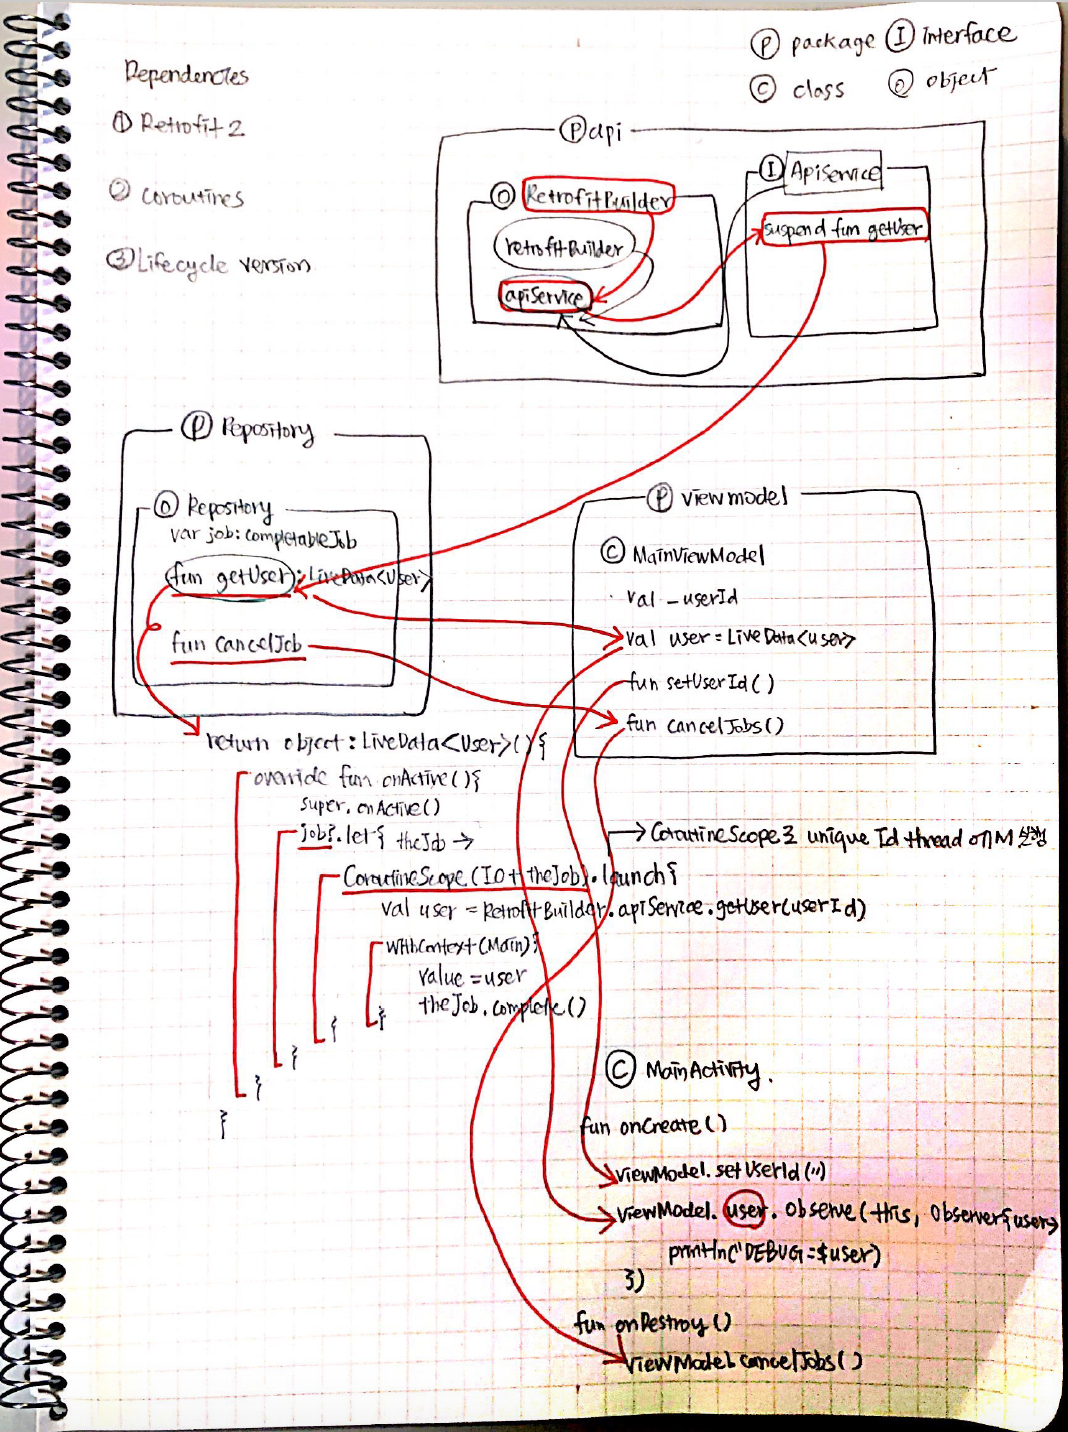 Ⓟ package Ⓘ Interface
Ⓒ class Ⓞ object
Dependencies
① Retrofit 2
② coroutines
③ Lifecycle version
Ⓟ api
Ⓞ RetrofitBuilder
retrofitBuilder
apiService
Ⓘ ApiService
suspend fun getUser
Ⓟ Repository
Ⓞ Repository
var job: completableJob
fun getUser : LiveData<User>
fun cancelJob
Ⓟ viewmodel
Ⓒ MainViewModel
val _userId
val user = LiveData<user>
fun setUserId()
fun cancelJobs()
return object : LiveData<User>() {
override fun onActive() {
super.onActive()
job?.let { theJob →
→ CoroutineScope로 unique Id thread 에서 실행
CoroutineScope(IO + theJob).launch {
val user = RetrofitBuilder.apiService.getUser(userId)
withContext(Main) {
value = user
theJob.complete()
}
}
}
}
}
Ⓒ MainActivity.
fun onCreate()
viewModel.setUserId('')
viewModel.user.observe(this, Observer{user>
println("DEBUG=$user)
})
fun onDestroy()
viewModel.cancelJobs()